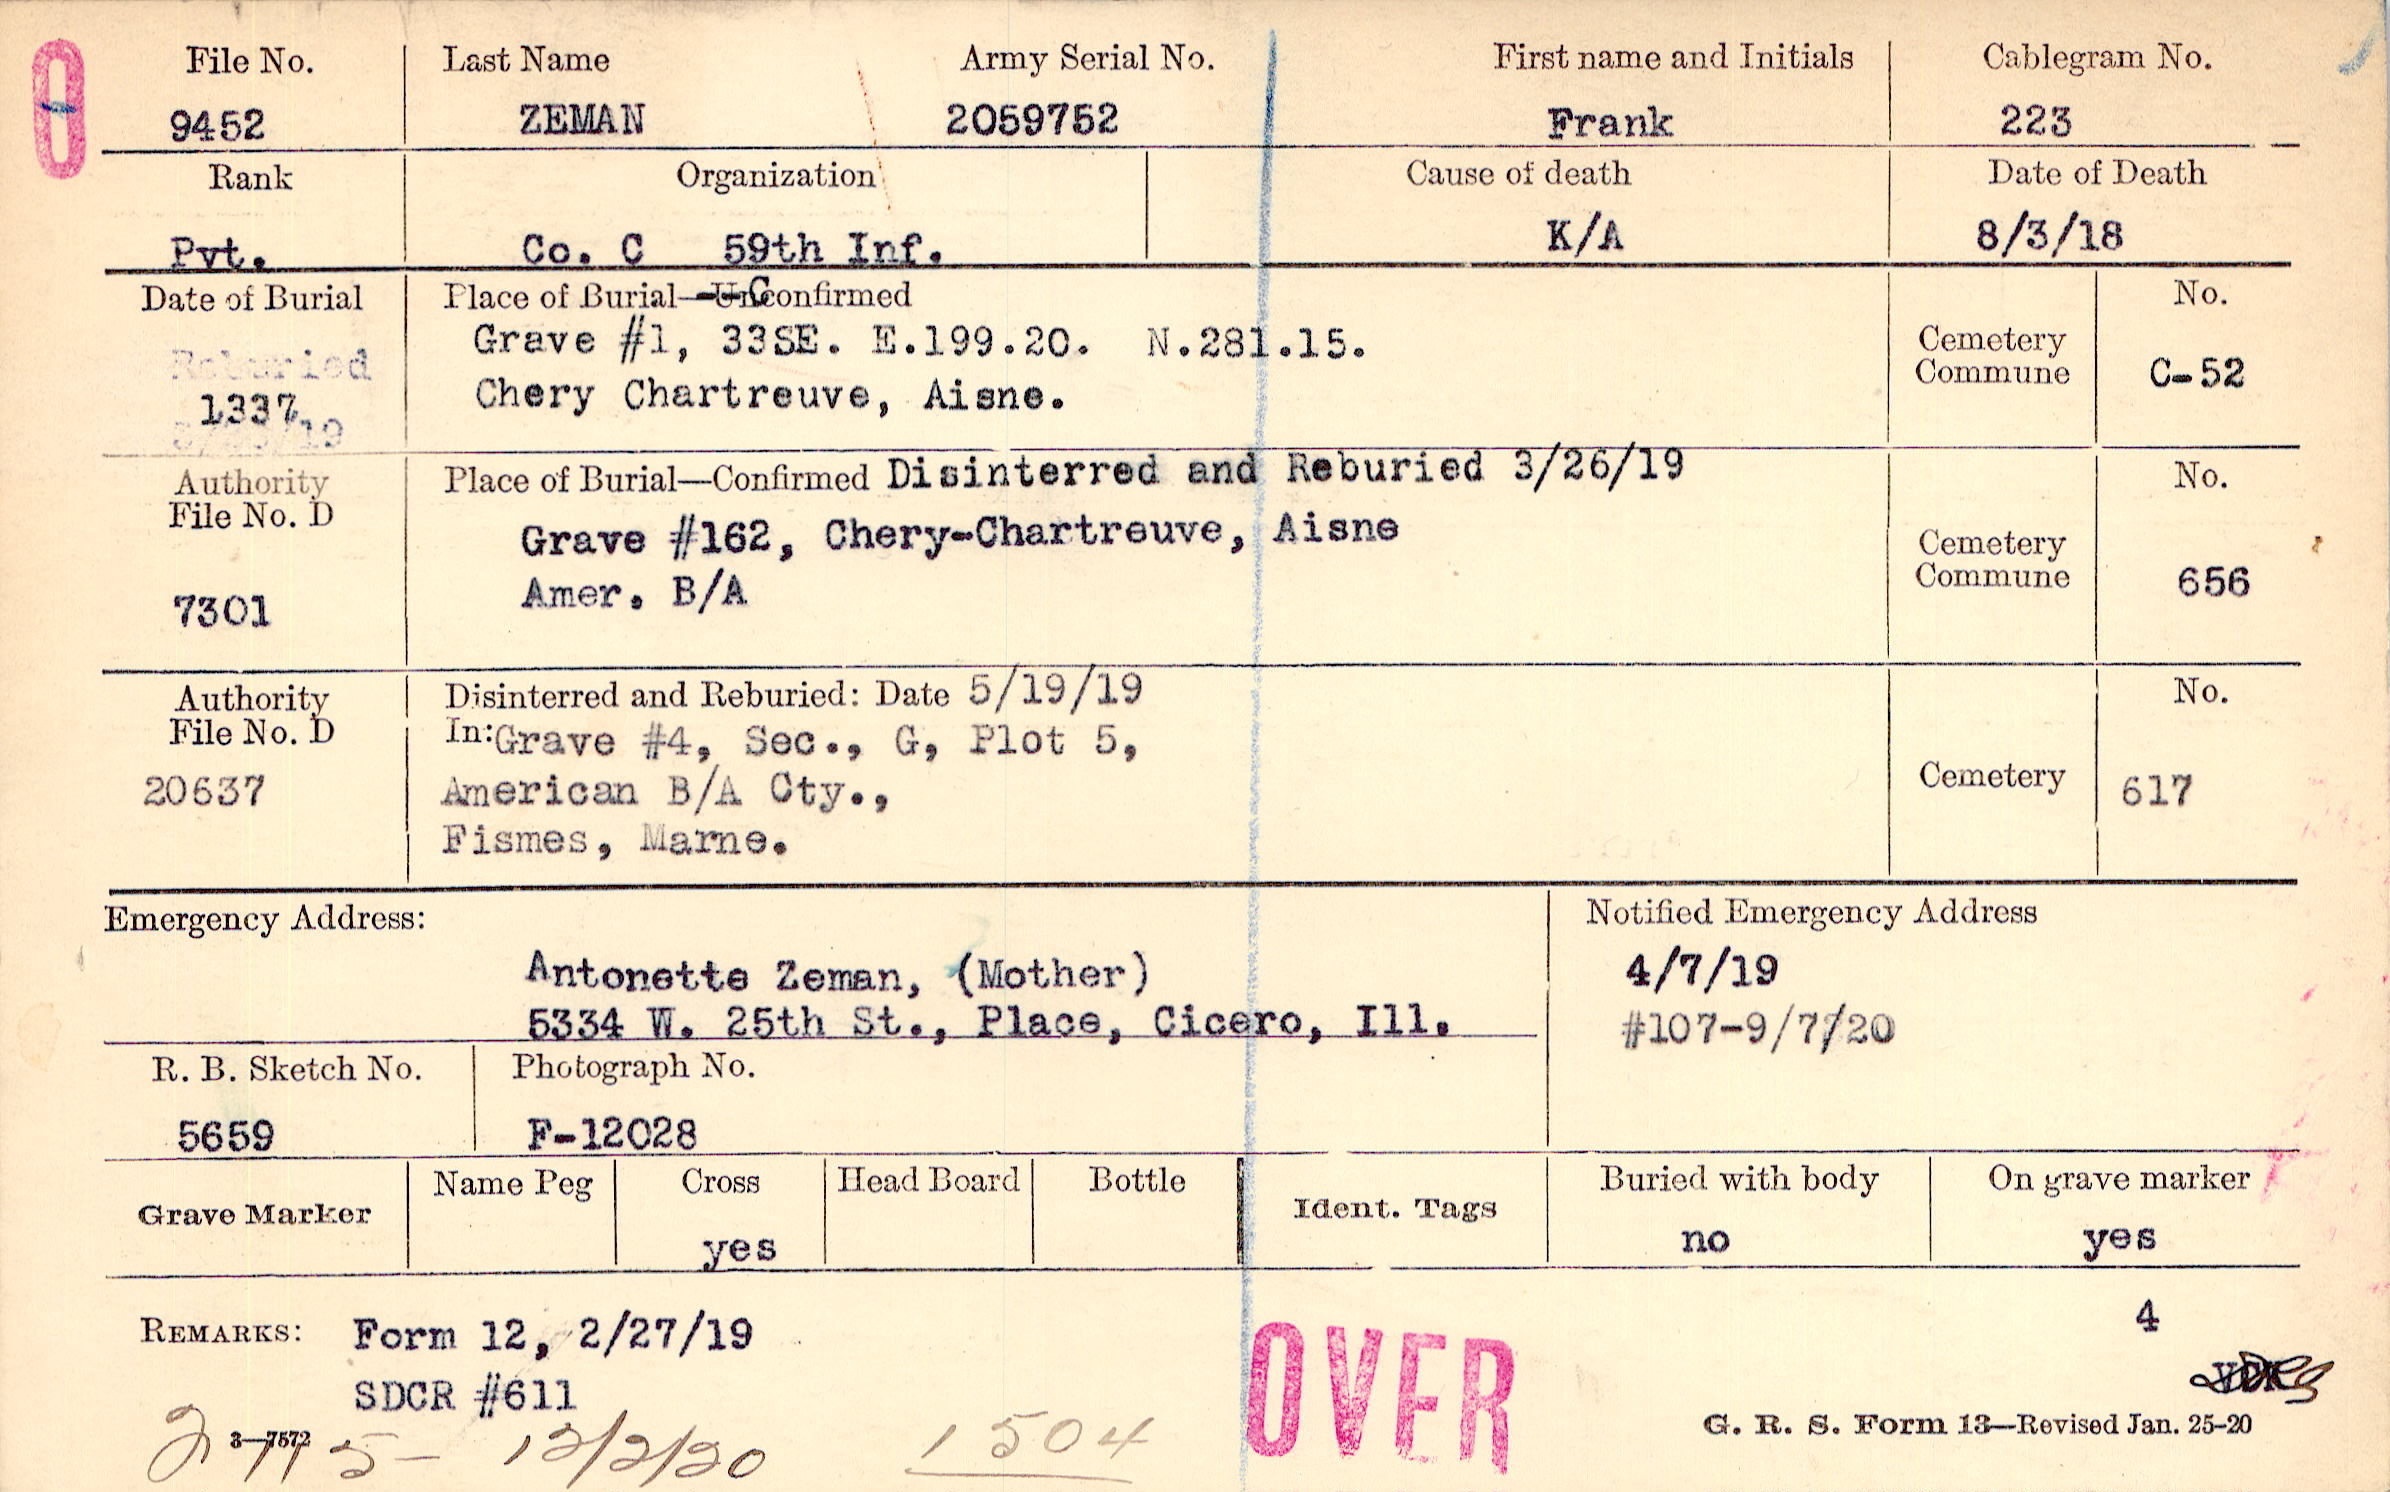 O
File No. Last Name Army Serial No. First name and Initials Cablegram No.
9452 ZEMAN 2059752 Frank 223
Rank Organization Cause of death Date of Death
Pvt. Co. C 59th Inf. K/A 8/3/18
Date of Burial Place of Burial—Unconfirmed No.
C
Reburied Grave #1, 33SE. E.199.20. N.281.15. Cemetery
1337 Chery Chartreuve, Aisne. Commune C-52
Authority Place of Burial—Confirmed Disinterred and Reburied 3/26/19 No.
File No. D Grave #162, Chery-Chartreuve, Aisne Cemetery
7301 Amer. B/A Commune 656
Authority Disinterred and Reburied: Date 5/19/19 No.
File No. D In: Grave #4, Sec., G, Plot 5,
20637 American B/A Cty., Cemetery 617
Fismes, Marne.
Emergency Address: Notified Emergency Address
Antonette Zeman, (Mother) 4/7/19
5334 W. 25th St., Place, Cicero, Ill. #107-9/7/20
R. B. Sketch No. Photograph No.
5659 F-12028
Grave Marker Name Peg Cross Head Board Bottle Ident. Tags Buried with body On grave marker
yes no yes
4
REMARKS: Form 12, 2/27/19
SDCR #611
OVER
3—7572 G. R. S. Form 13—Revised Jan. 25-20
12/2/20 1504